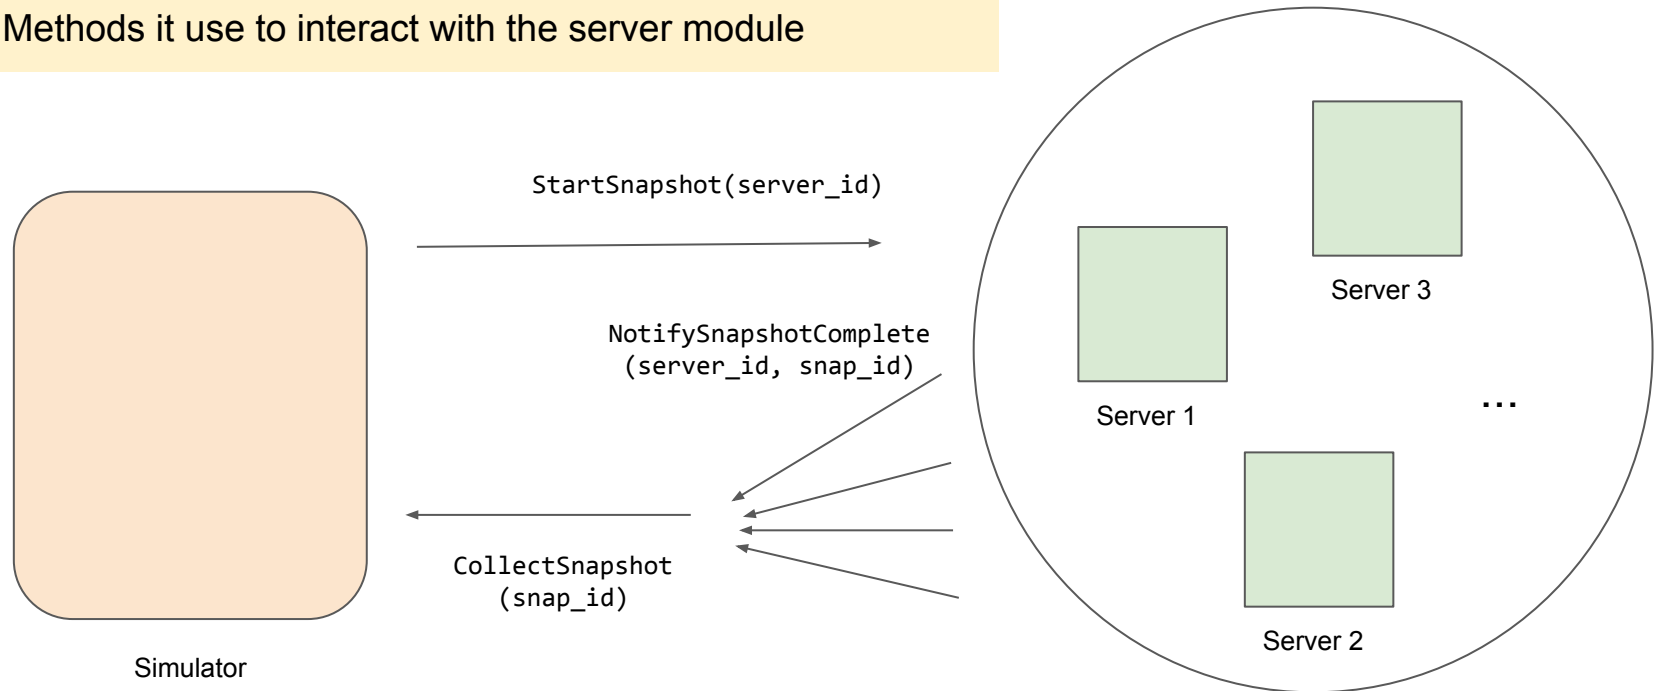 Methods it use to interact with the server module
StartSnapshot(server_id)
Server 3
NotifySnapshotComplete
(server_id, snap_id)
Server 1
...
CollectSnapshot
(snap_id)
Server 2
Simulator